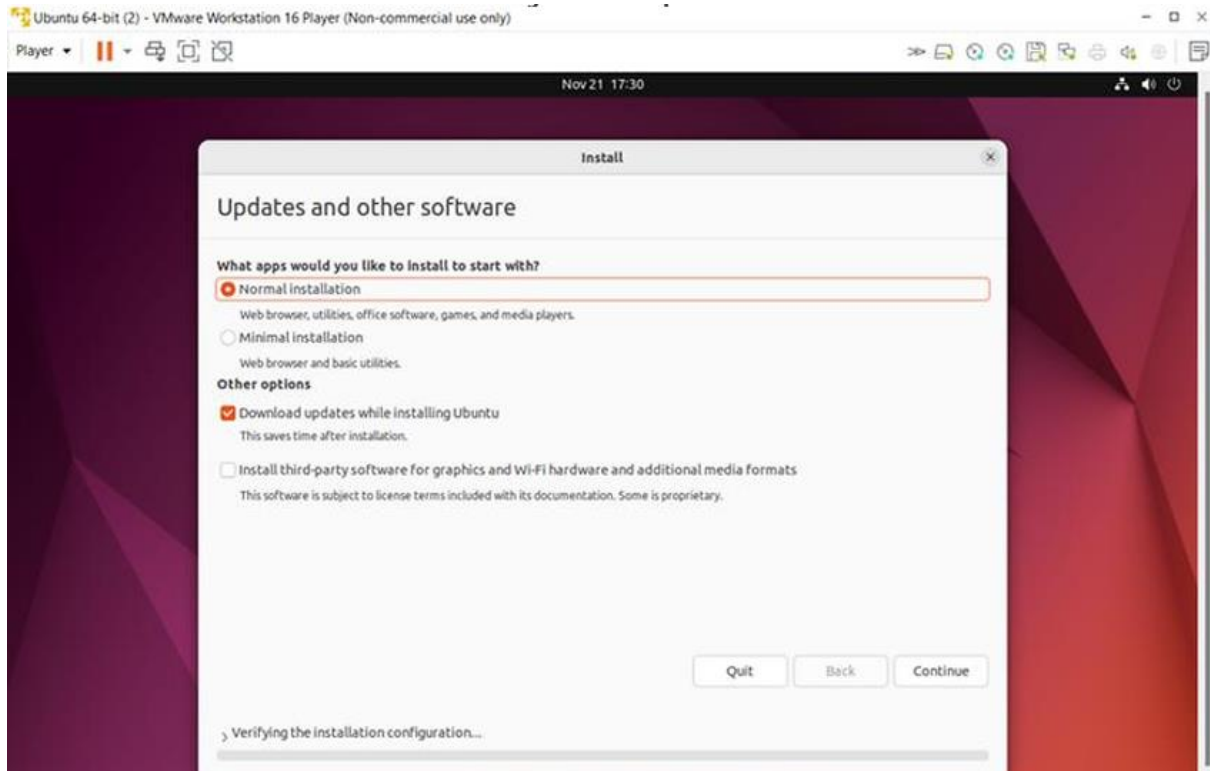 Ubuntu 64-bit (2) - VMware Workstation 16 Player (Non-commercial use only)
Player
Nov 21 17:30
Install
Updates and other software
What apps would you like to install to start with?
Normal installation
Web browser, utilities, office software, games, and media players.
Minimal installation
Web browser and basic utilities.
Other options
Download updates while installing Ubuntu
This saves time after installation.
Install third-party software for graphics and Wi-Fi hardware and additional media formats
This software is subject to license terms included with its documentation. Some is proprietary.
Quit Back Continue
Verifying the installation configuration...